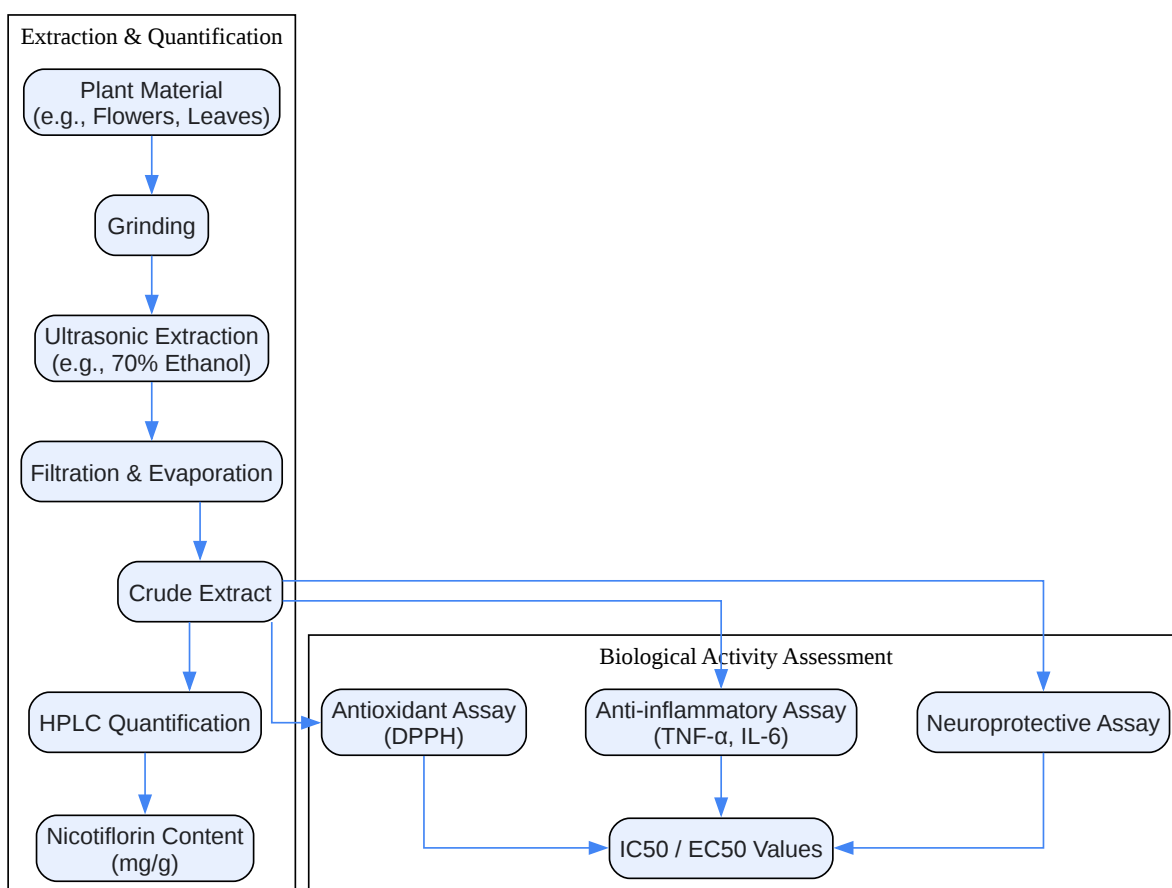 Extraction & Quantification
Plant Material
(e.g., Flowers, Leaves)
Grinding
Ultrasonic Extraction
(e.g., 70% Ethanol)
Filtration & Evaporation
Crude Extract
HPLC Quantification
Nicotiflorin Content
(mg/g)
Biological Activity Assessment
Antioxidant Assay
(DPPH)
Anti-inflammatory Assay
(TNF-α, IL-6)
Neuroprotective Assay
IC50 / EC50 Values